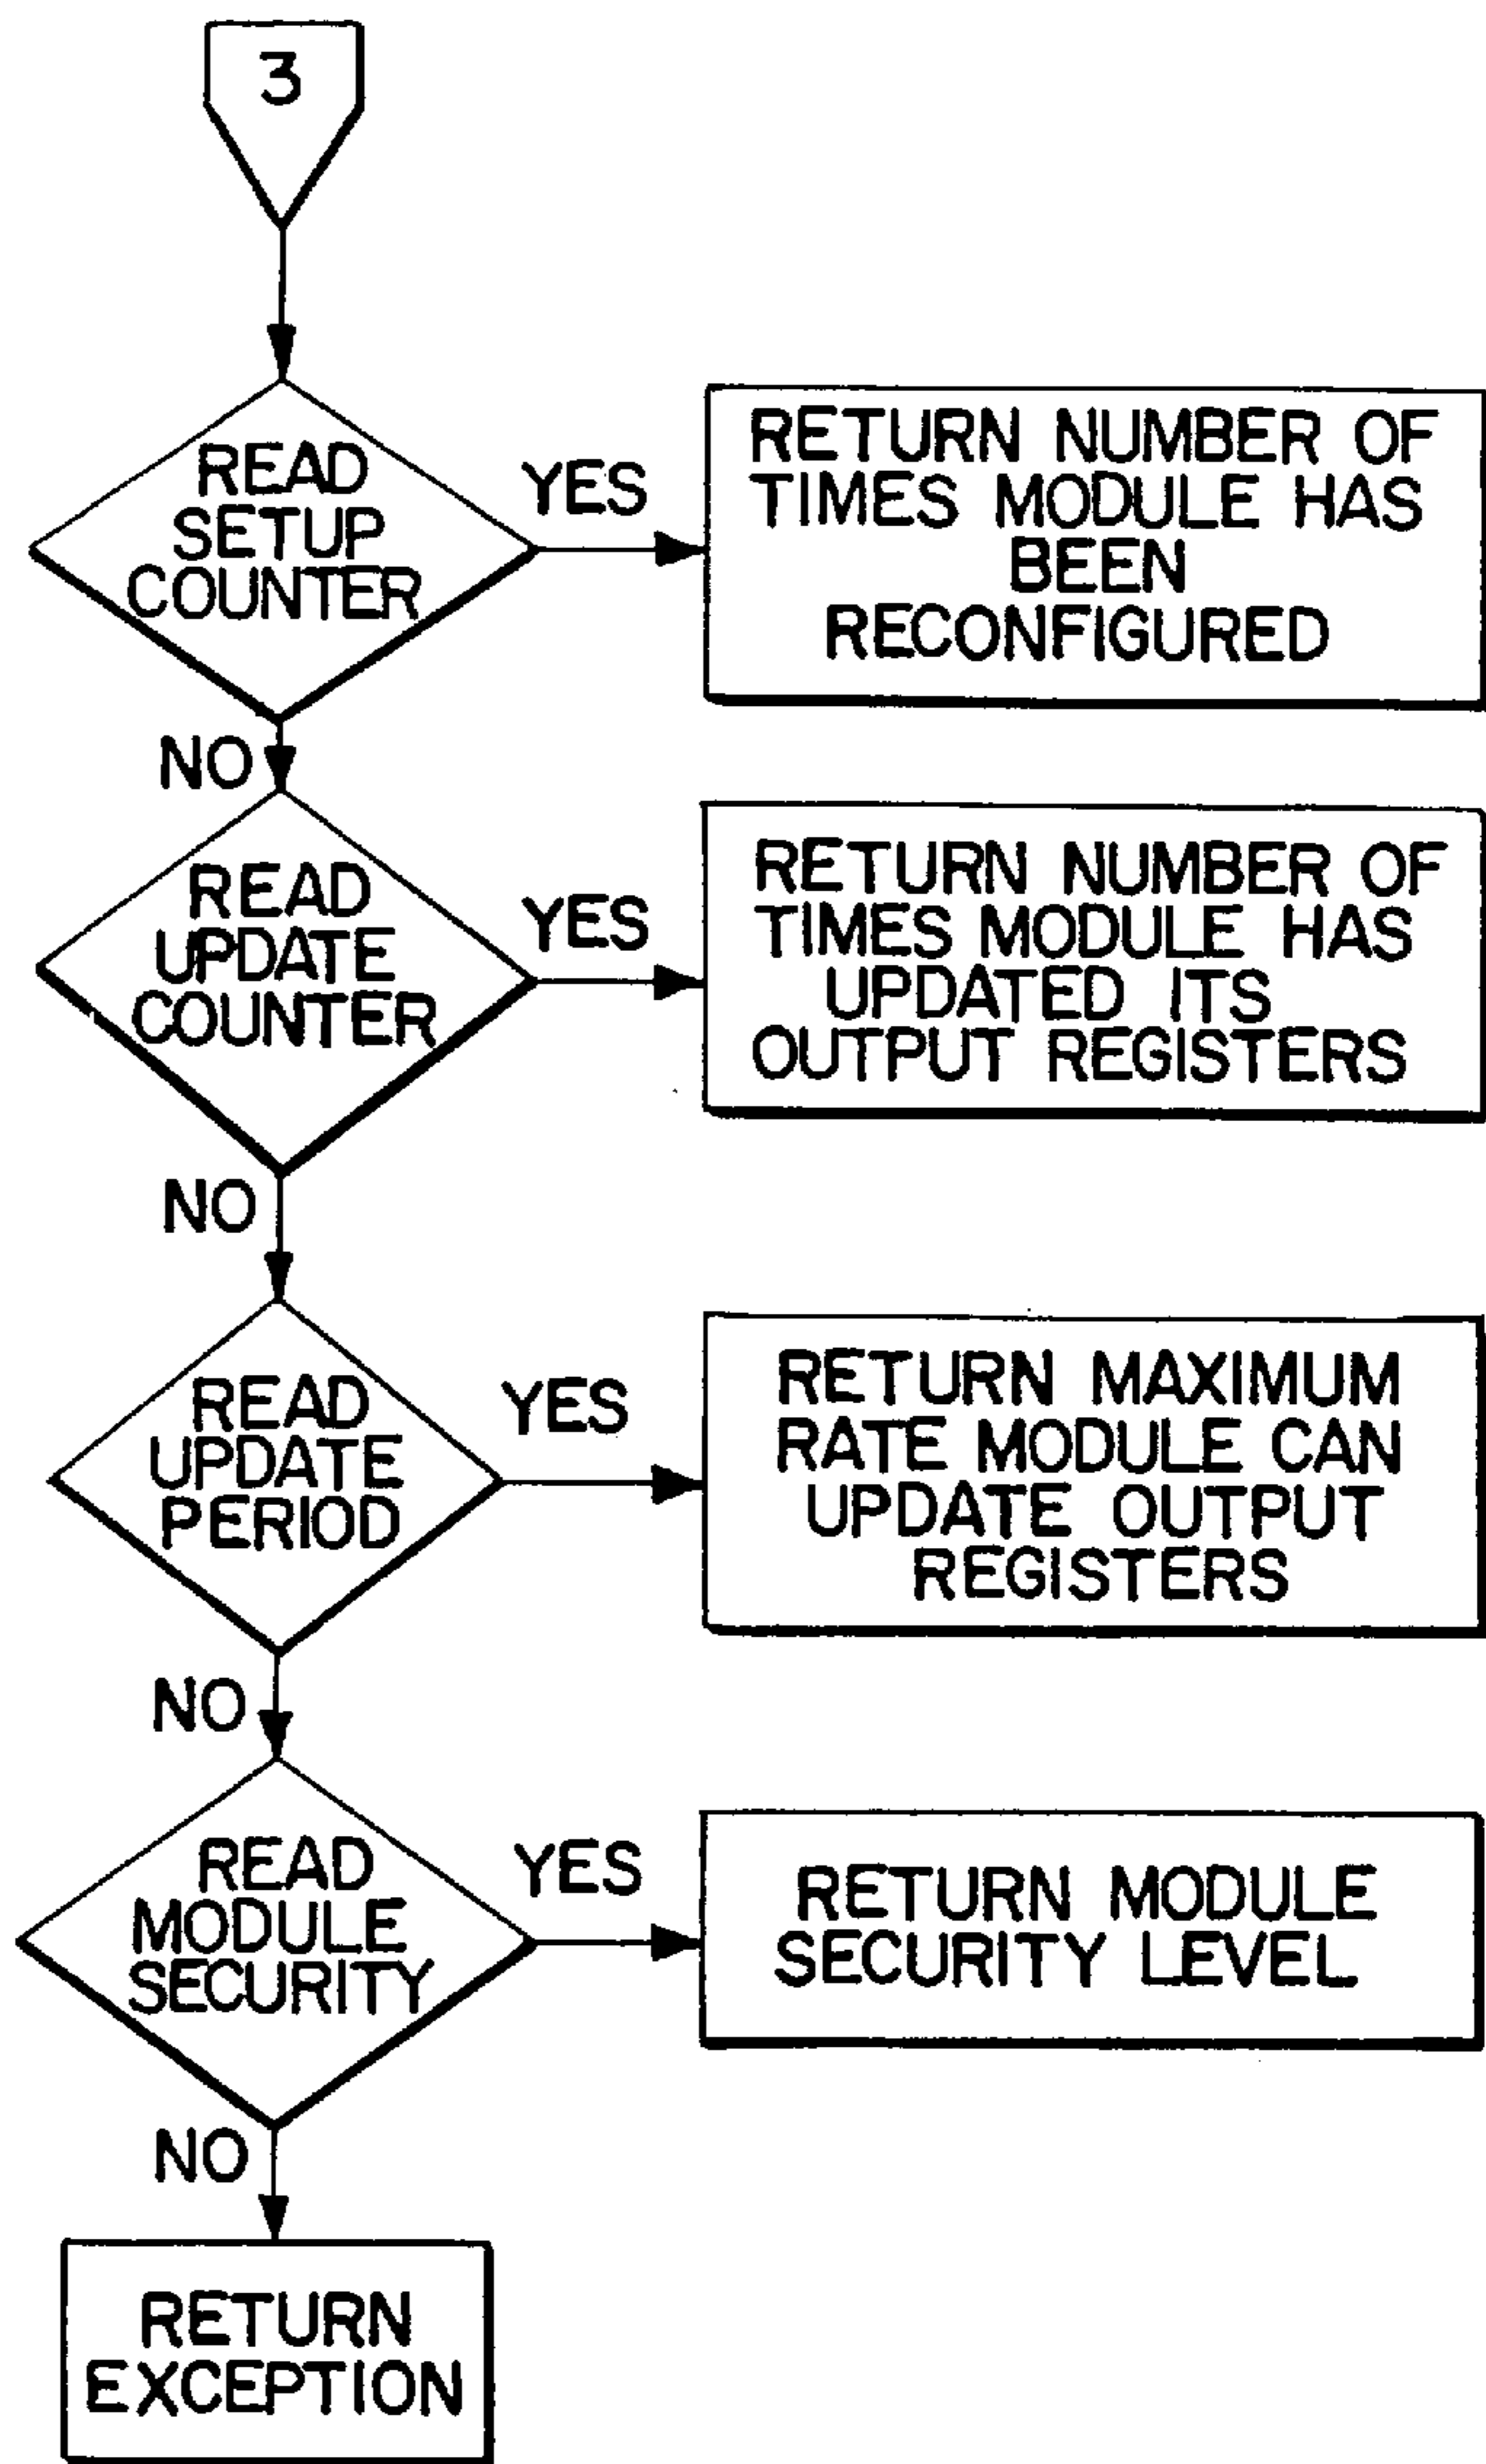 3
READ
SETUP
COUNTER
YES
RETURN NUMBER OF
TIMES MODULE HAS
BEEN
RECONFIGURED
NO
READ
UPDATE
COUNTER
YES
RETURN NUMBER OF
TIMES MODULE HAS
UPDATED ITS
OUTPUT REGISTERS
NO
READ
UPDATE
PERIOD
YES
RETURN MAXIMUM
RATE MODULE CAN
UPDATE OUTPUT
REGISTERS
NO
READ
MODULE
SECURITY
YES
RETURN MODULE
SECURITY LEVEL
NO
RETURN
EXCEPTION